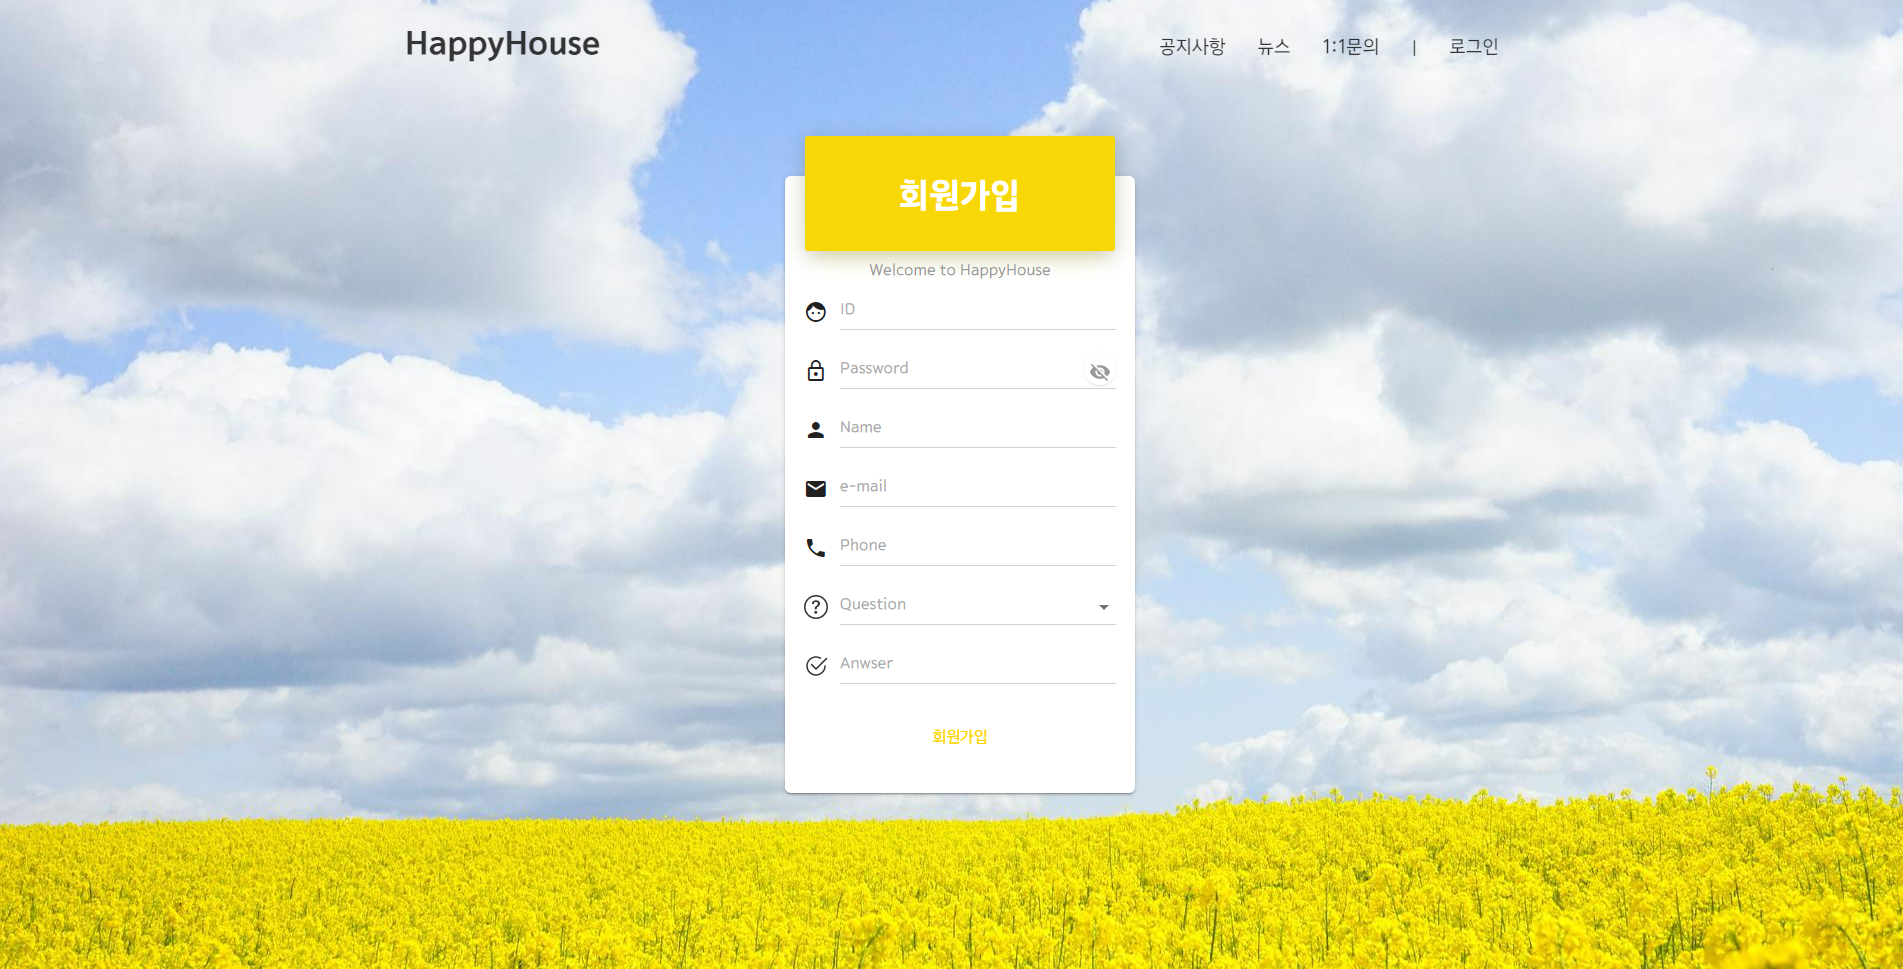 HappyHouse
공지사항 뉴스 1:1문의 | 로그인
회원가입
Welcome to HappyHouse
ID
Password
Name
e-mail
Phone
Question
Anwser
회원가입